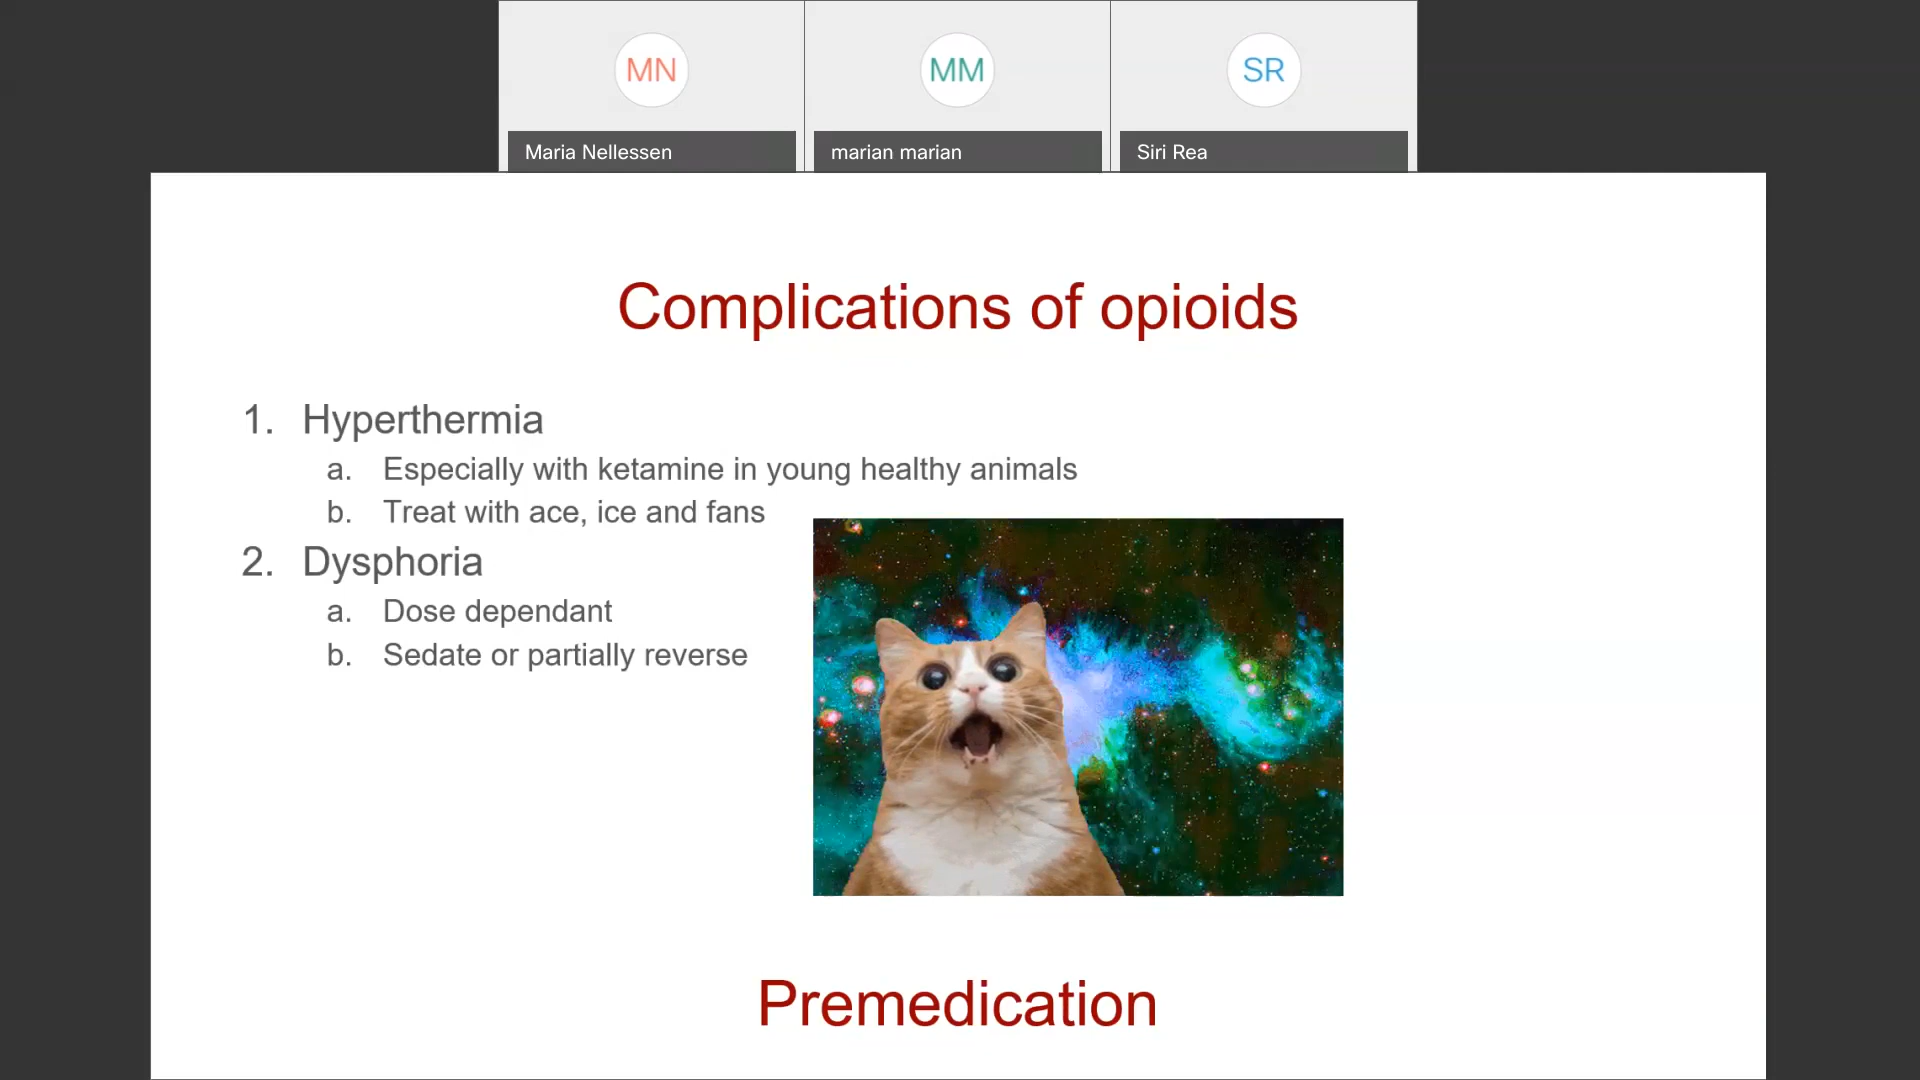 MN
MM
SR
Maria Nellessen
marian marian
Siri Rea
Complications of opioids
1. Hyperthermia
a. Especially with ketamine in young healthy animals
b. Treat with ace, ice and fans
2. Dysphoria
a. Dose dependant
b. Sedate or partially reverse
Premedication